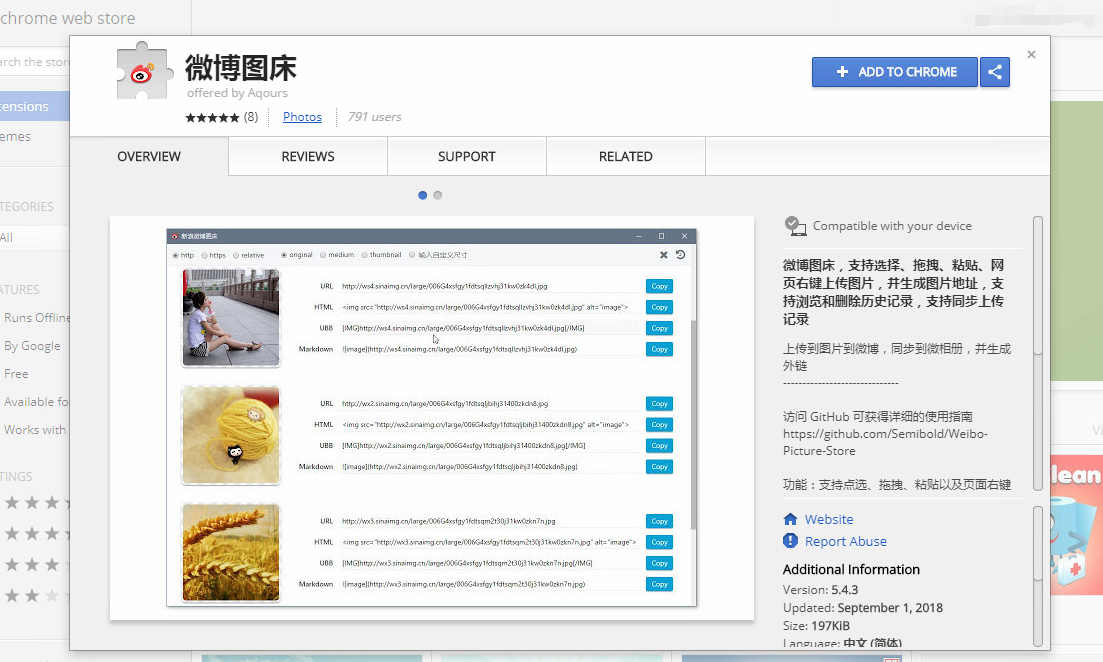 chrome web store
arch the store
tensions
emes
TEGORIES
All
ATURES
Runs Offline
By Google
Free
Available fo
Works with
TINGS
微博图床
offered by Aqours
★★★★★ (8)
Photos
791 users
ADD TO CHROME
OVERVIEW
REVIEWS
SUPPORT
RELATED
新浪微博图床
http
https
relative
original
medium
thumbnail
输入自定义尺寸
URL http://ws4.sinaimg.cn/large/006G4xsfgy1fdtsqllzvhj31kw0zk4dl.jpg Copy
HTML <img src="http://ws4.sinaimg.cn/large/006G4xsfgy1fdtsqllzvhj31kw0zk4dl.jpg" alt="image"> Copy
UBB [IMG]http://ws4.sinaimg.cn/large/006G4xsfgy1fdtsqllzvhj31kw0zk4dl.jpg[/IMG] Copy
Markdown ![image](http://ws4.sinaimg.cn/large/006G4xsfgy1fdtsqllzvhj31kw0zk4dl.jpg) Copy
URL http://wx2.sinaimg.cn/large/006G4xsfgy1fdtsqljbihj31400zkdn8.jpg Copy
HTML <img src="http://wx2.sinaimg.cn/large/006G4xsfgy1fdtsqljbihj31400zkdn8.jpg" alt="image"> Copy
UBB [IMG]http://wx2.sinaimg.cn/large/006G4xsfgy1fdtsqljbihj31400zkdn8.jpg[/IMG] Copy
Markdown ![image](http://wx2.sinaimg.cn/large/006G4xsfgy1fdtsqljbihj31400zkdn8.jpg) Copy
URL http://wx3.sinaimg.cn/large/006G4xsfgy1fdtsqm2t30j31kw0zkn7n.jpg Copy
HTML <img src="http://wx3.sinaimg.cn/large/006G4xsfgy1fdtsqm2t30j31kw0zkn7n.jpg" alt="image"> Copy
UBB [IMG]http://wx3.sinaimg.cn/large/006G4xsfgy1fdtsqm2t30j31kw0zkn7n.jpg[/IMG] Copy
Markdown ![image](http://wx3.sinaimg.cn/large/006G4xsfgy1fdtsqm2t30j31kw0zkn7n.jpg) Copy
Compatible with your device
微博图床，支持选择、拖拽、粘贴、网
页右键上传图片，并生成图片地址，支
持浏览和删除历史记录，支持同步上传
记录
上传到图片到微博，同步到微相册，并生成
外链
------------------------------
访问 GitHub 可获得详细的使用指南
https://github.com/Semibold/Weibo-
Picture-Store
功能：支持点选、拖拽、粘贴以及页面右键
Website
Report Abuse
Additional Information
Version: 5.4.3
Updated: September 1, 2018
Size: 197KiB
Language: 中文 (简体)
Vi
lean